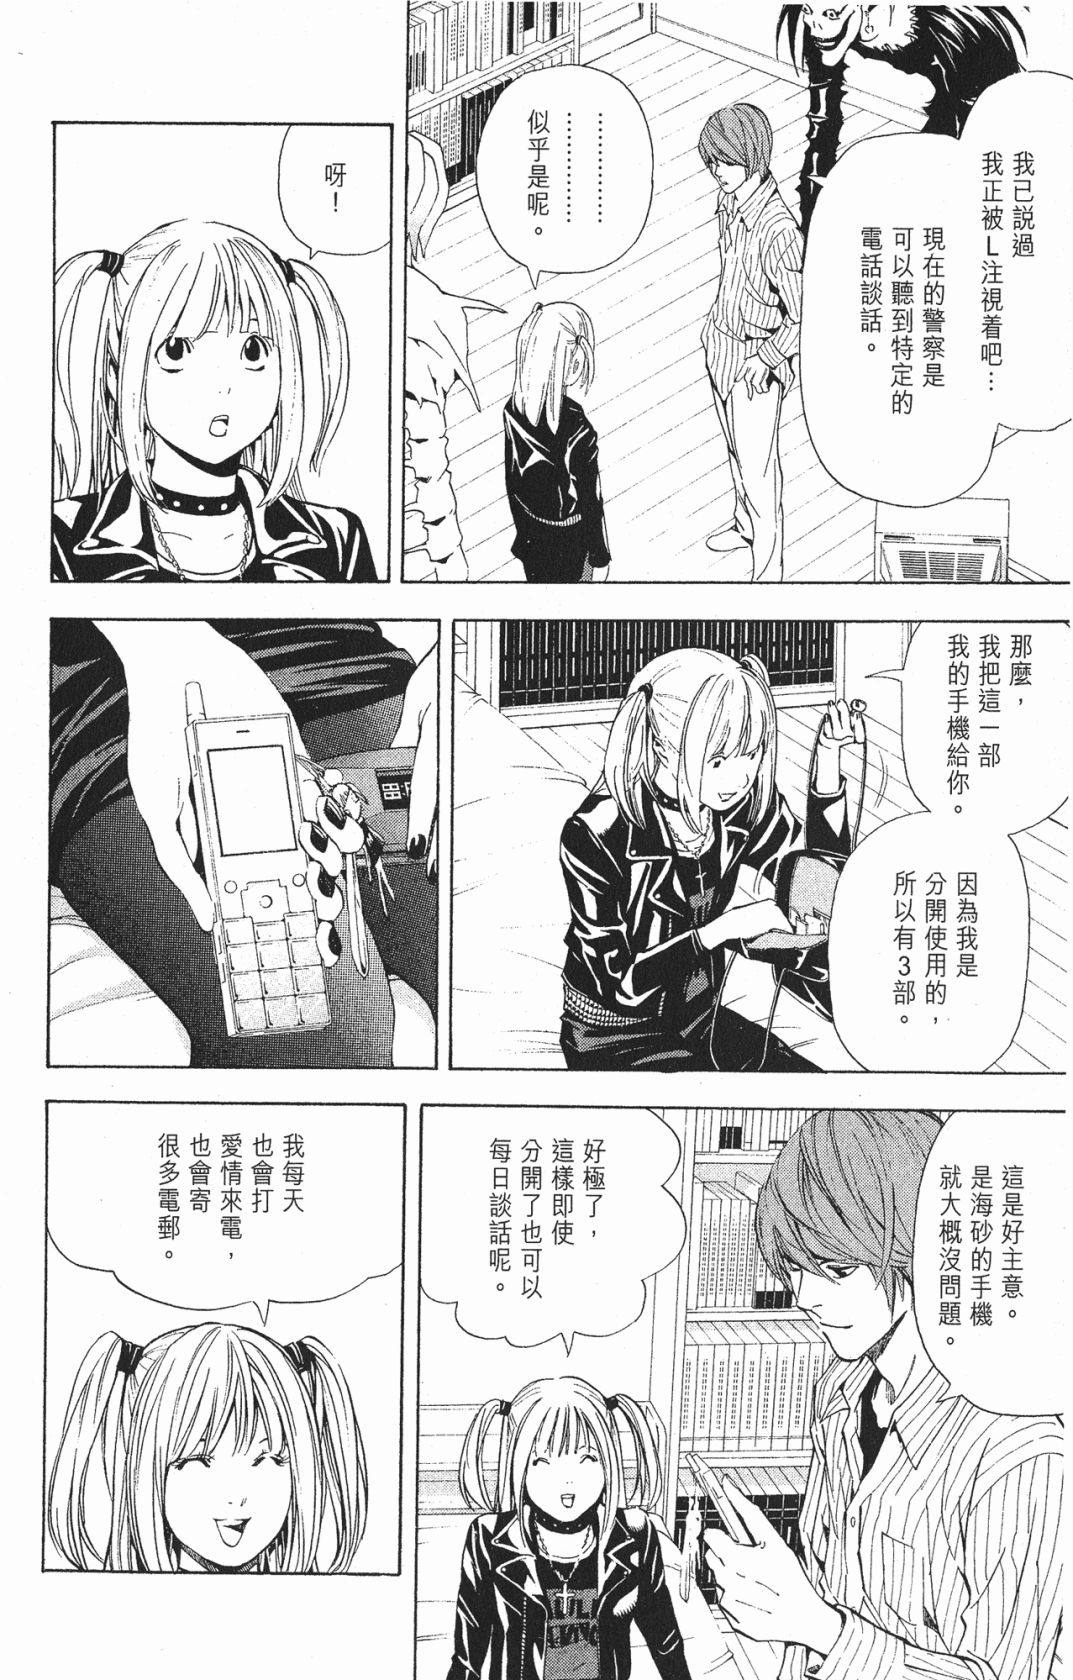 我已説過
我正被L注視着吧…
現在的警察是
可以聽到特定的
電話談話。
…………
…………
似乎是呢。
呀！
那麼，
我把這一部
我的手機給你。
因為我是
分開使用的，
所以有3部。
這是好主意。
是海砂的手機
就大概沒問題。
好極了，
這樣即使
分開了也可以
每日談話呢。
我每天
也會打
愛情來電，
也會寄
很多電郵。